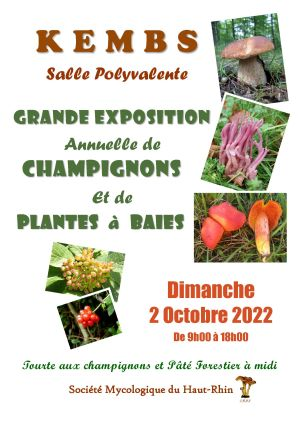 KEMBS
Salle Polyvalente
GRANDE EXPOSITION
Annuelle de
CHAMPIGNONS
Et de
PLANTES à BAIES
Dimanche
2 Octobre 2022
De 9h00 à 18h00
Tourte aux champignons et Pâté Forestier à midi
Société Mycologique du Haut-Rhin